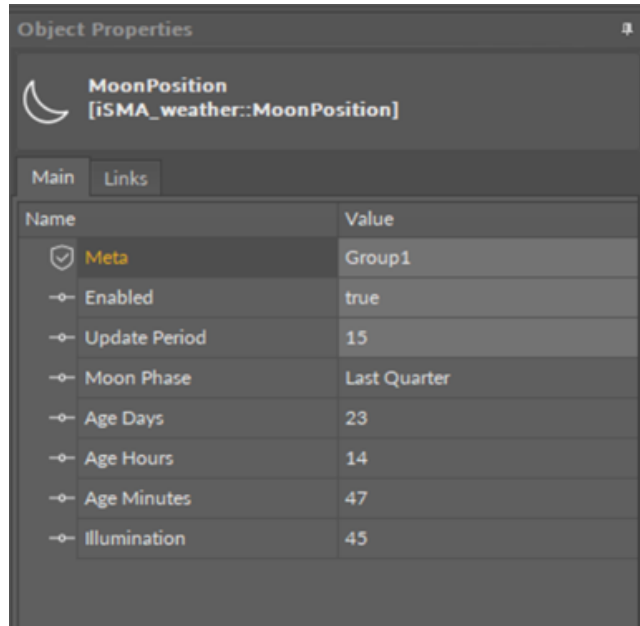 Object Properties
MoonPosition
[iSMA_weather::MoonPosition]
Main Links
Name Value
Meta Group1
Enabled true
Update Period 15
Moon Phase Last Quarter
Age Days 23
Age Hours 14
Age Minutes 47
Illumination 45